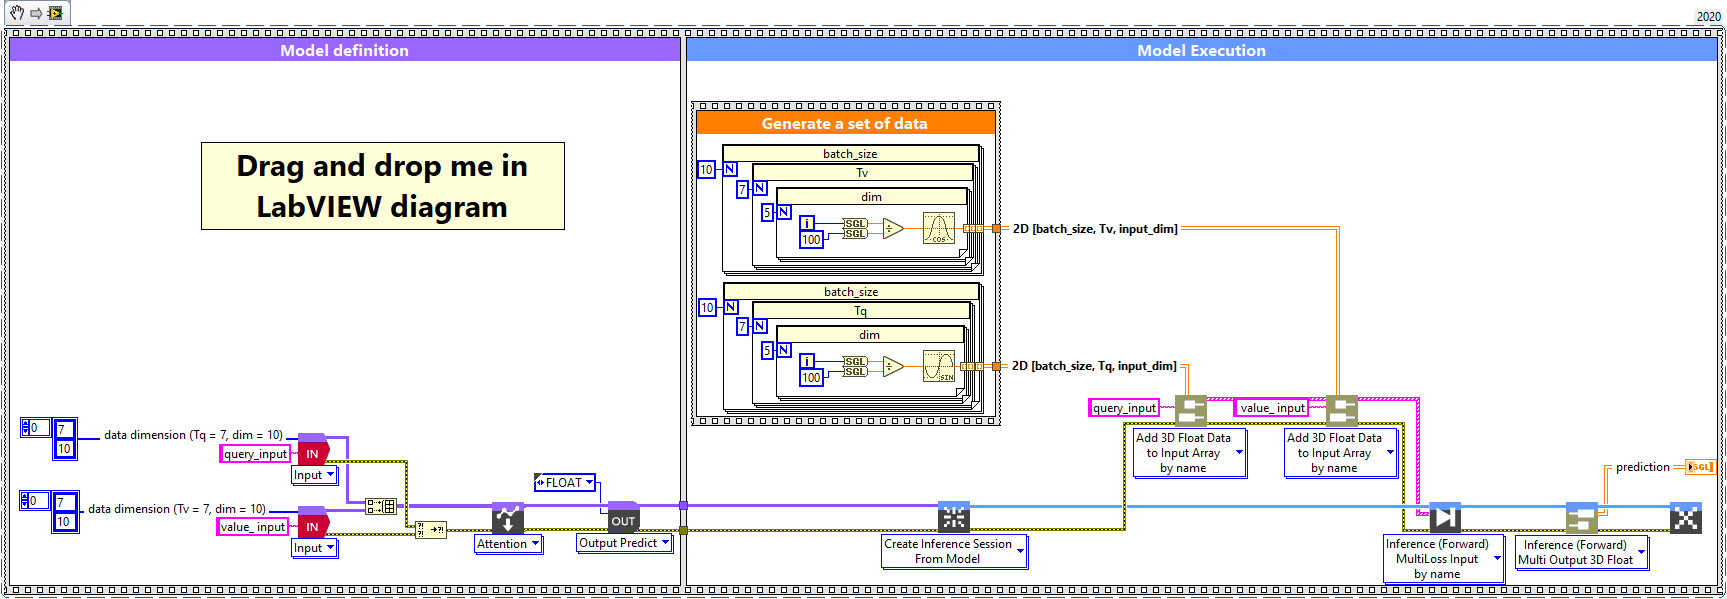 2020
Model definition
Model Execution
Drag and drop me in
LabVIEW diagram
Generate a set of data
batch_size
10
N
Tv
7
N
dim
5
N
i
100
SGL
SGL
÷
COS
2D [batch_size, Tv, input_dim]
batch_size
10
N
Tq
7
N
dim
5
N
i
100
SGL
SGL
÷
SIN
2D [batch_size, Tq, input_dim]
0
7
10
data dimension (Tq = 7, dim = 10)
query_input
IN
Input
0
7
10
data dimension (Tv = 7, dim = 10)
value_ input
IN
Input
?!
?!
?!
Attention
FLOAT
OUT
Output Predict
Create Inference Session
From Model
query_input
Add 3D Float Data
to Input Array
by name
value_ input
Add 3D Float Data
to Input Array
by name
Inference (Forward)
MultiLoss Input
by name
Inference (Forward)
Multi Output 3D Float
prediction
SGL